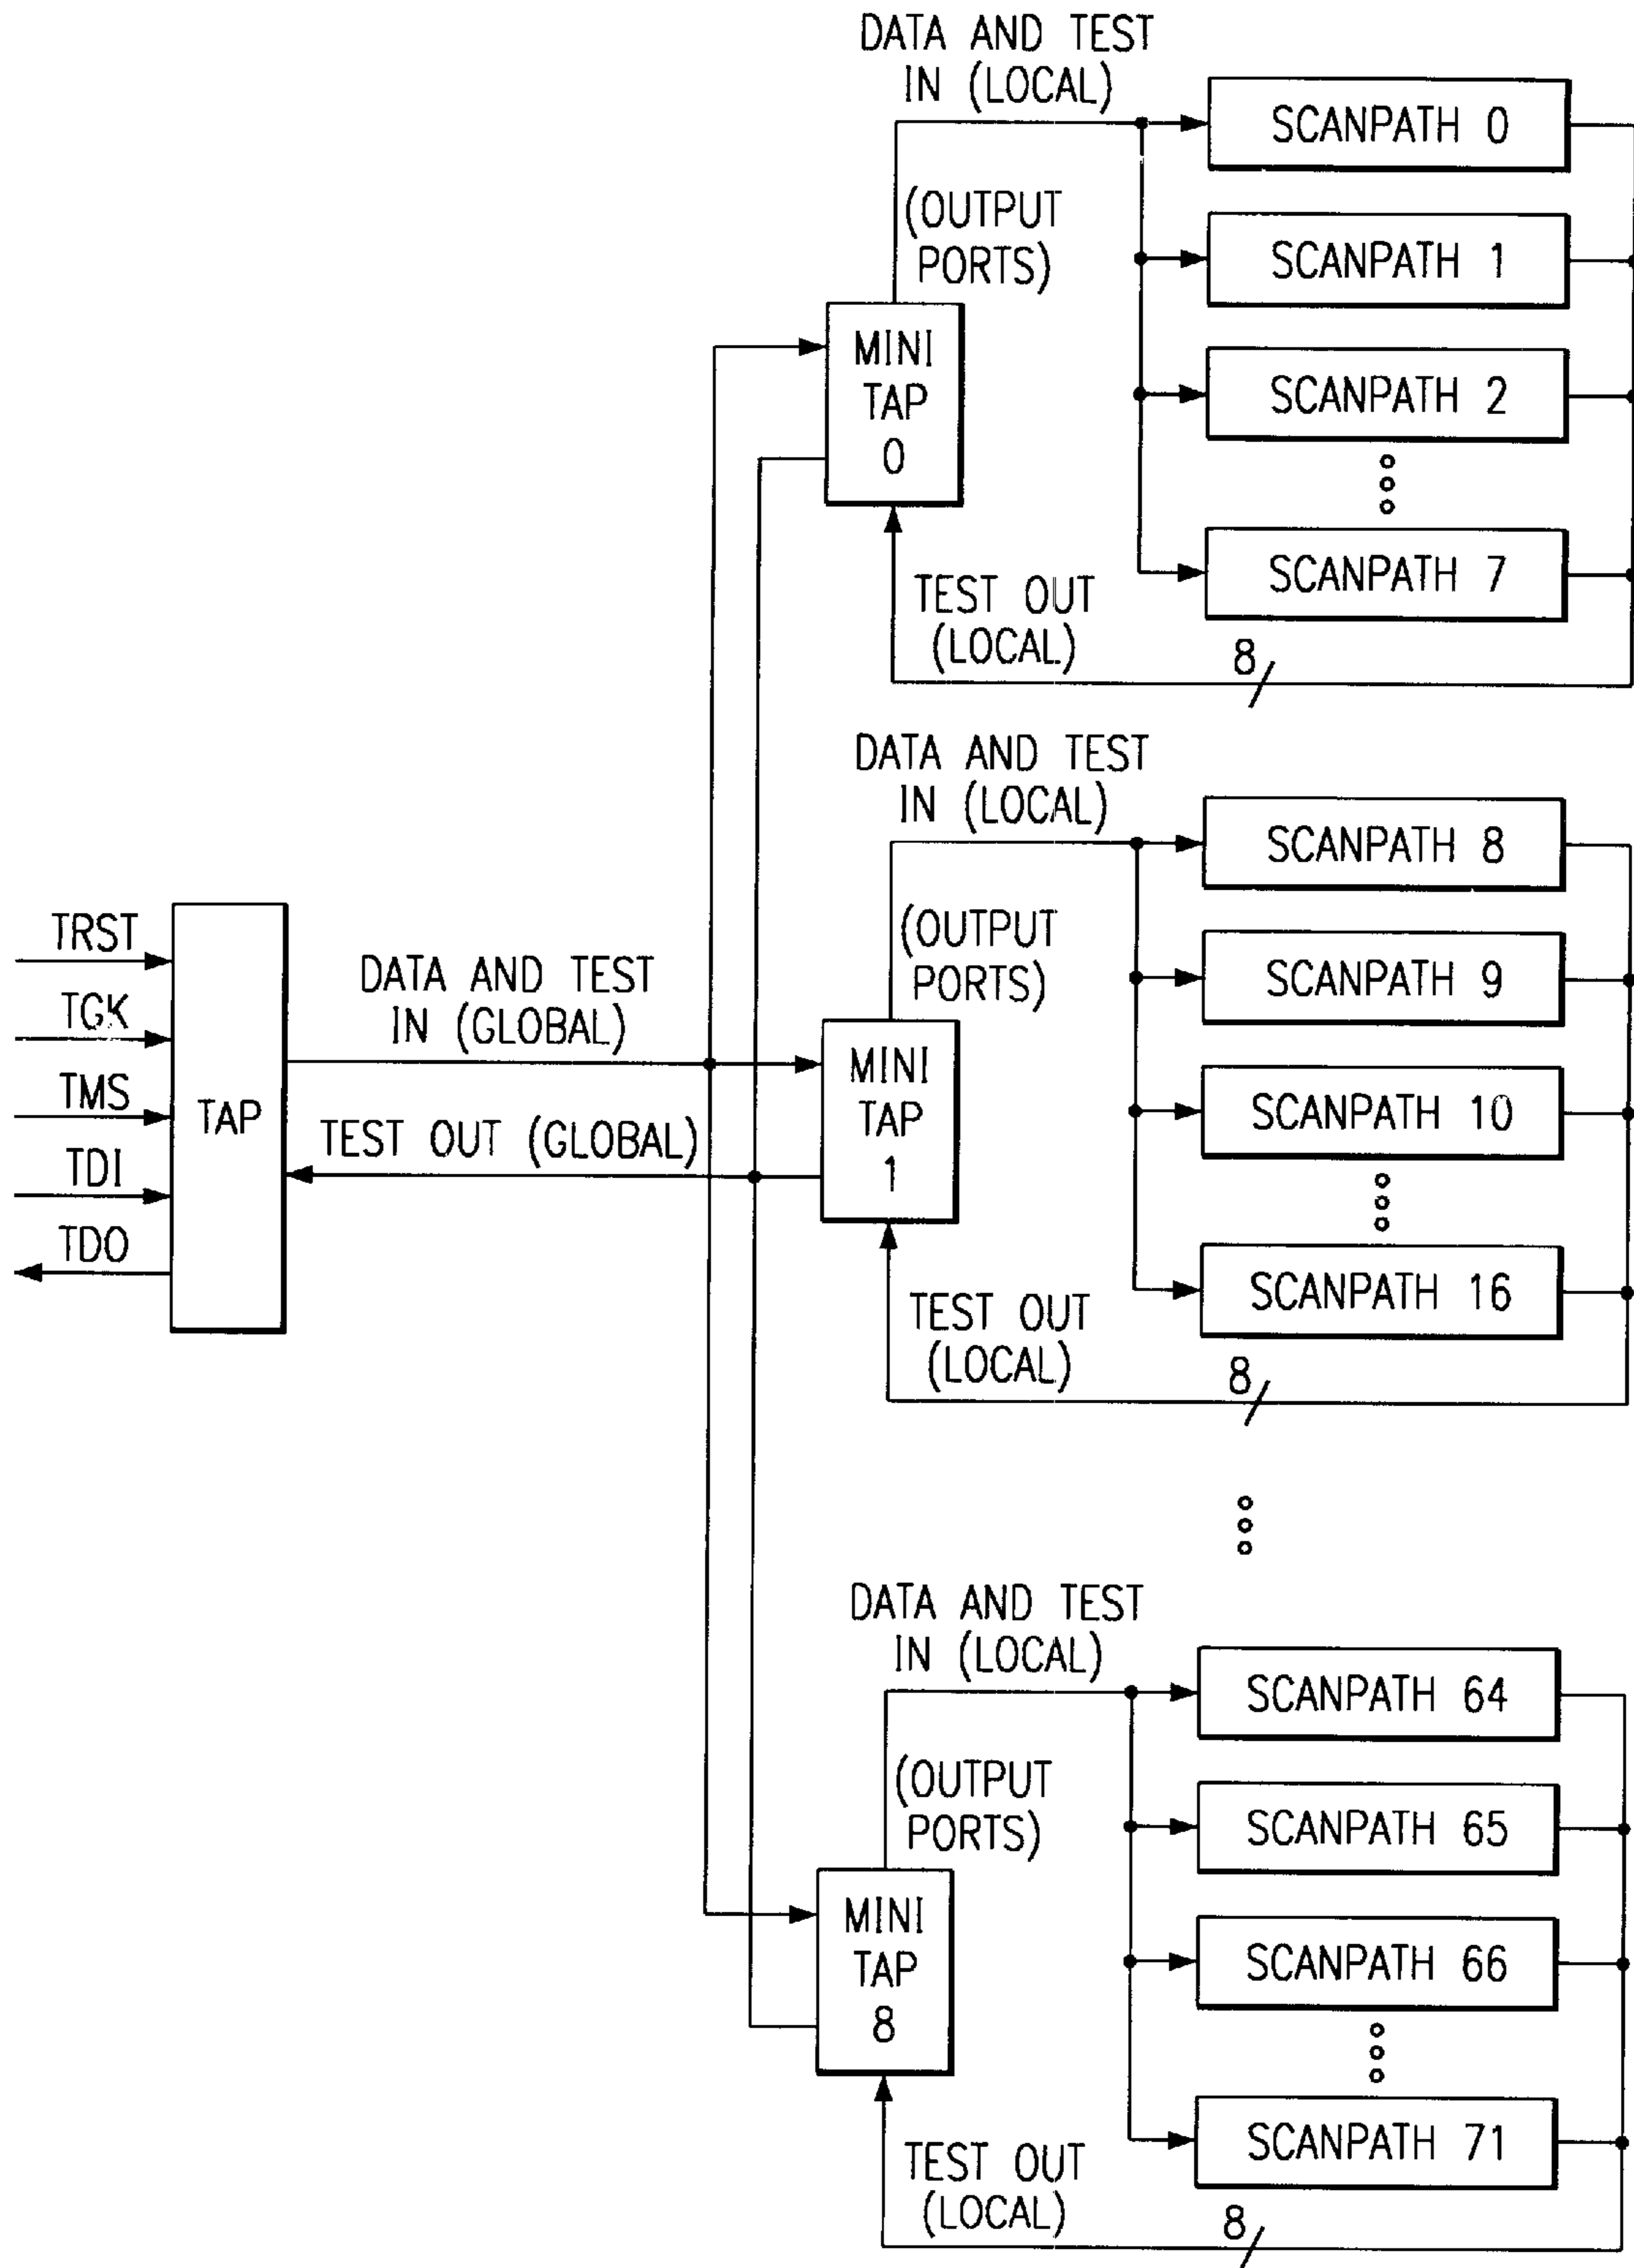 DATA AND TEST
IN (LOCAL)
SCANPATH 0
(OUTPUT
PORTS)
SCANPATH 1
MINI
TAP
0
SCANPATH 2
SCANPATH 7
TEST OUT
(LOCAL)
8
DATA AND TEST
IN (LOCAL)
SCANPATH 8
(OUTPUT
PORTS)
SCANPATH 9
TRST
TGK
TMS
TDI
TDO
TAP
DATA AND TEST
IN (GLOBAL)
TEST OUT (GLOBAL)
MINI
TAP
1
SCANPATH 10
SCANPATH 16
TEST OUT
(LOCAL)
8
DATA AND TEST
IN (LOCAL)
SCANPATH 64
(OUTPUT
PORTS)
SCANPATH 65
MINI
TAP
8
SCANPATH 66
SCANPATH 71
TEST OUT
(LOCAL)
8